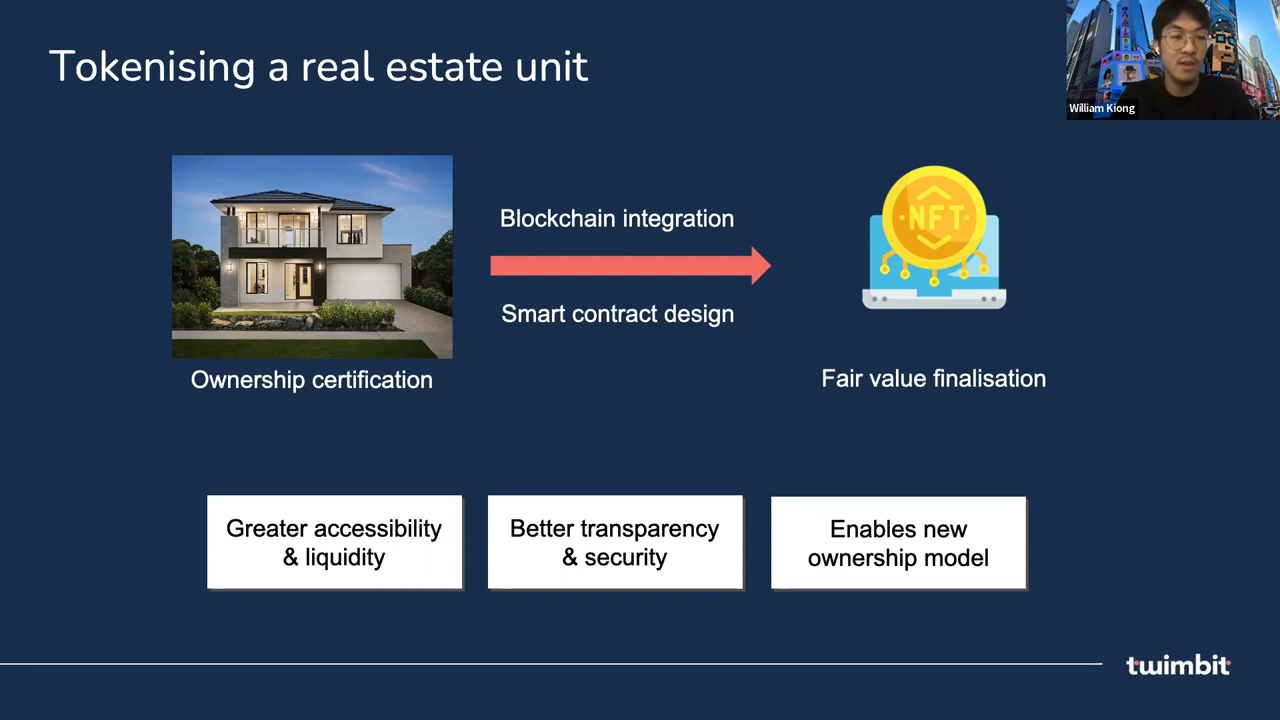 Tokenising a real estate unit
William Kiong
Blockchain integration
NFT
Smart contract design
Ownership certification
Fair value finalisation
Greater accessibility
& liquidity
Better transparency
& security
Enables new
ownership model
twimbit